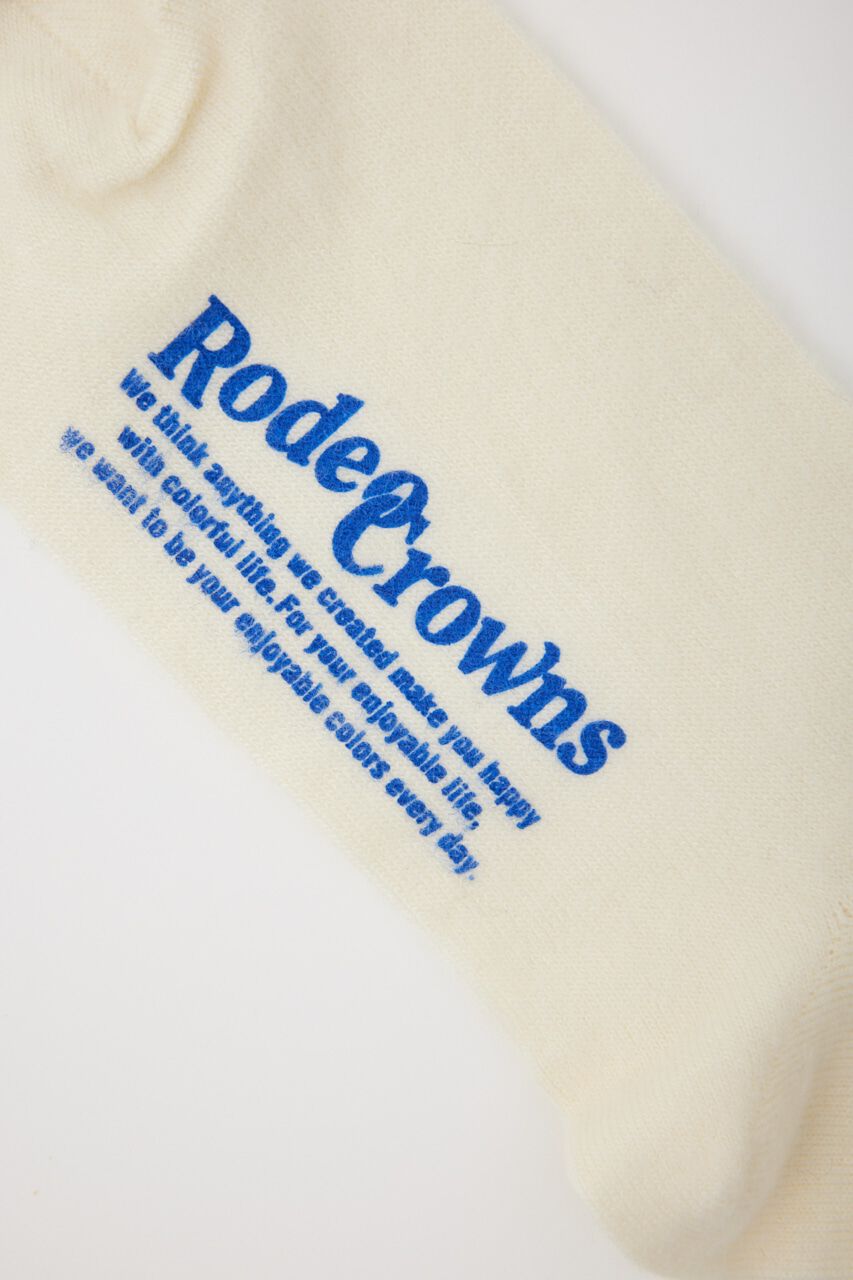 Rodeo Crowns
We think anything we created make you happy
with colorful life. For your enjoyable life,
we want to be your enjoyable colors every day.